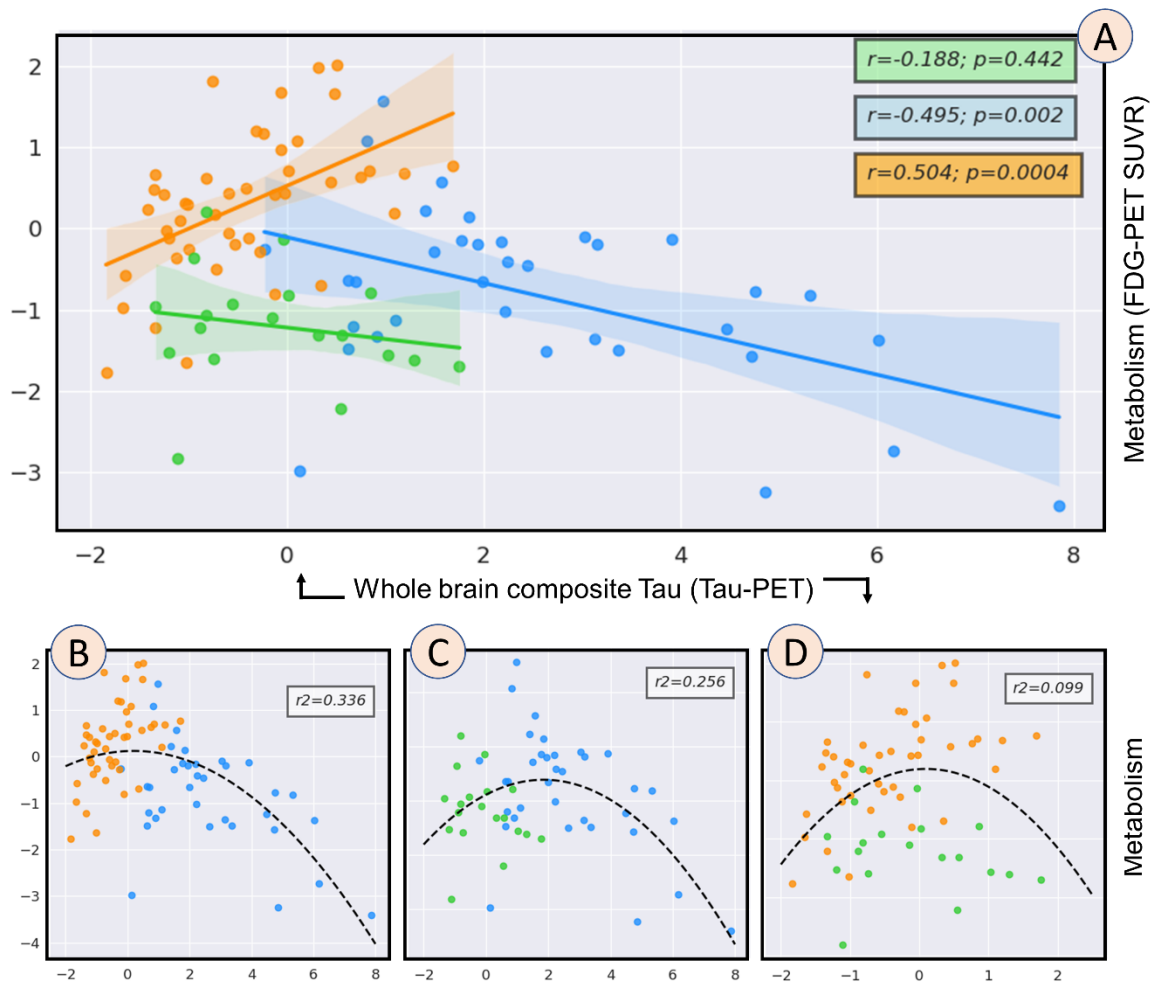 A
r=-0.188; p=0.442
r=-0.495; p=0.002
r=0.504; p=0.0004
2
1
0
−1
−2
−3
−2 0 2 4 6 8
Metabolism (FDG-PET SUVR)
Whole brain composite Tau (Tau-PET)
B
r2=0.336
2
1
0
−1
−2
−3
−4
−2 0 2 4 6 8
C
r2=0.256
−2 0 2 4 6 8
D
r2=0.099
−2 −1 0 1 2
Metabolism